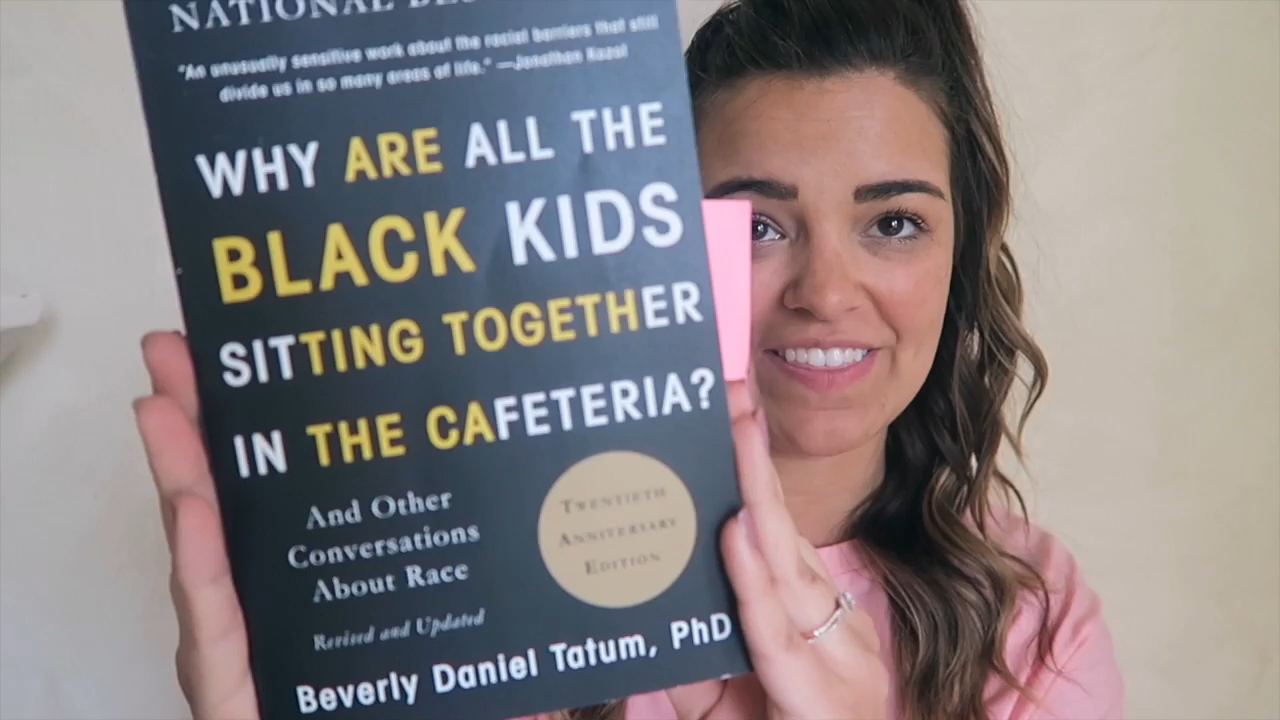 NATIONAL
"An unusually sensitive work about the racial barriers that still
divide us in so many areas of life." —Jonathan Kozol
WHY ARE ALL THE
BLACK KIDS
SITTING TOGETHER
IN THE CAFETERIA?
And Other
Conversations
About Race
Revised and Updated
TWENTIETH
ANNIVERSARY
EDITION
Beverly Daniel Tatum, PhD